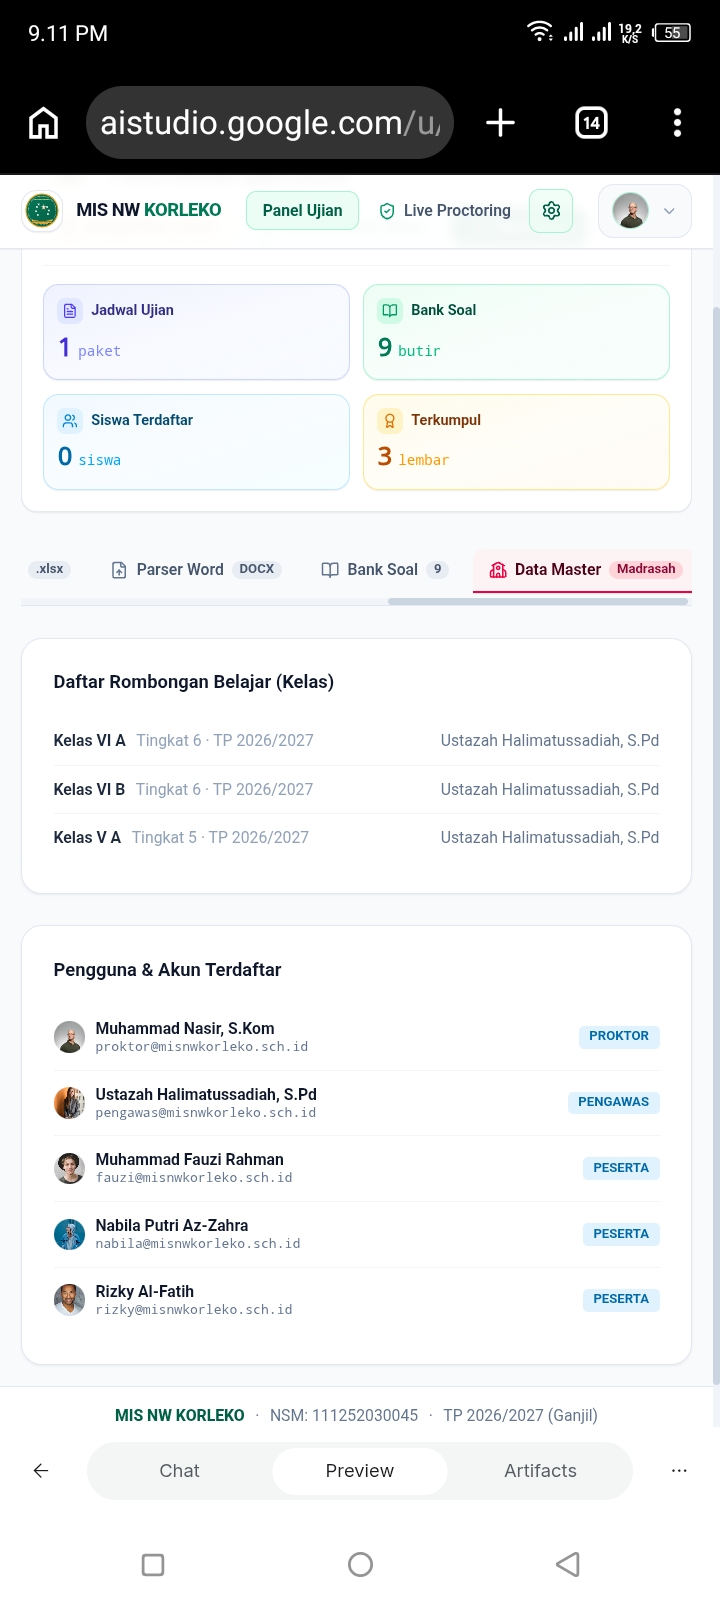 9.11 PM
19.2 K/S
55
aistudio.google.com/u/
14
MIS NW KORLEKO
Panel Ujian
Live Proctoring
Jadwal Ujian
1 paket
Bank Soal
9 butir
Siswa Terdaftar
0 siswa
Terkumpul
3 lembar
.xlsx
Parser Word DOCX
Bank Soal 9
Data Master Madrasah
Daftar Rombongan Belajar (Kelas)
Kelas VI A Tingkat 6 · TP 2026/2027 Ustazah Halimatussadiah, S.Pd
Kelas VI B Tingkat 6 · TP 2026/2027 Ustazah Halimatussadiah, S.Pd
Kelas V A Tingkat 5 · TP 2026/2027 Ustazah Halimatussadiah, S.Pd
Pengguna & Akun Terdaftar
Muhammad Nasir, S.Kom
proktor@misnwkorleko.sch.id
PROKTOR
Ustazah Halimatussadiah, S.Pd
pengawas@misnwkorleko.sch.id
PENGAWAS
Muhammad Fauzi Rahman
fauzi@misnwkorleko.sch.id
PESERTA
Nabila Putri Az-Zahra
nabila@misnwkorleko.sch.id
PESERTA
Rizky Al-Fatih
rizky@misnwkorleko.sch.id
PESERTA
MIS NW KORLEKO · NSM: 111252030045 · TP 2026/2027 (Ganjil)
Chat
Preview
Artifacts